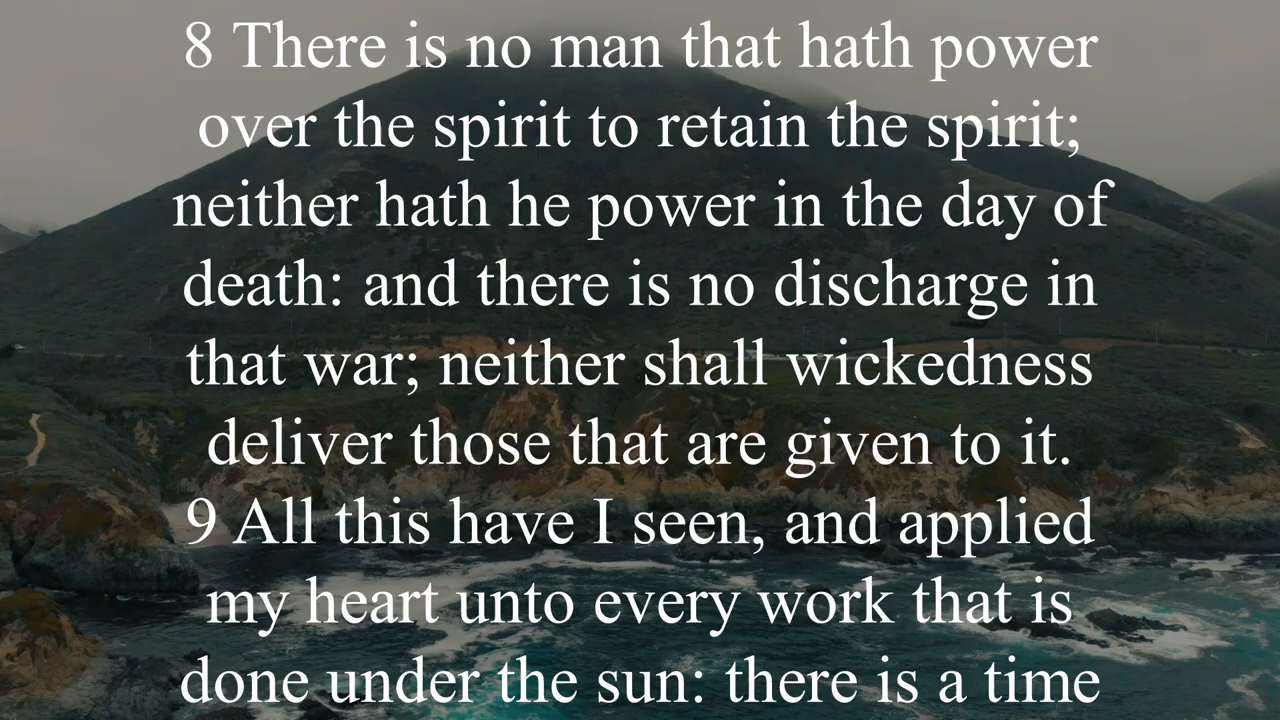 8 There is no man that hath power
over the spirit to retain the spirit;
neither hath he power in the day of
death: and there is no discharge in
that war; neither shall wickedness
deliver those that are given to it.
9 All this have I seen, and applied
my heart unto every work that is
done under the sun: there is a time